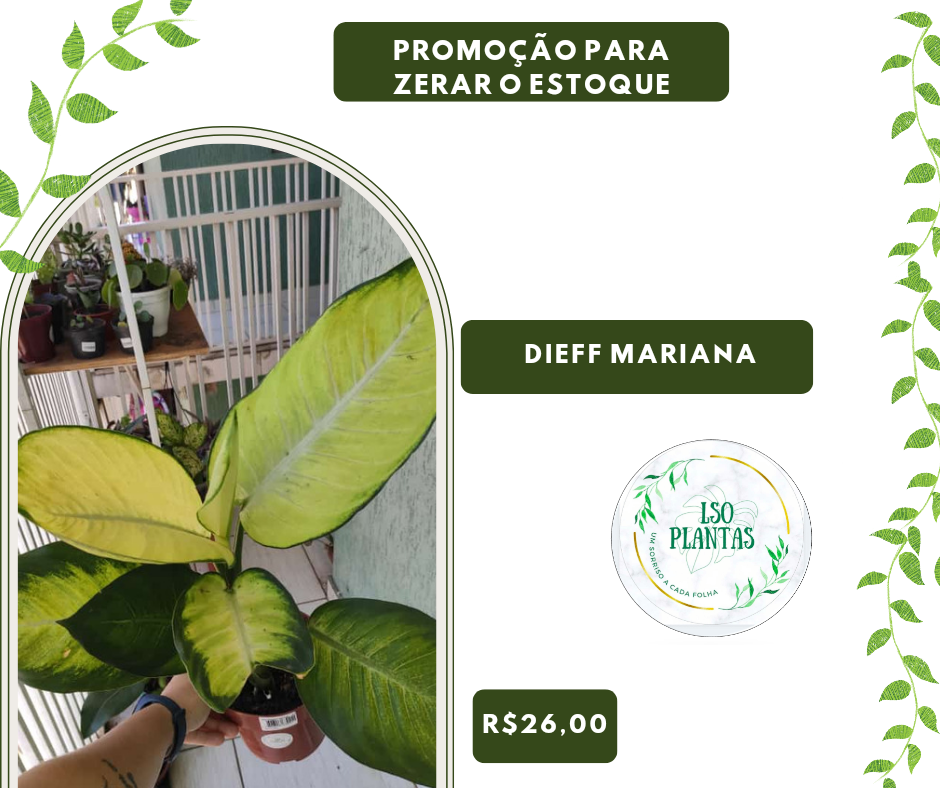 PROMOÇÃO PARA
ZERAR O ESTOQUE
DIEFF MARIANA
LSO
PLANTAS
UM SORRISO A CADA FOLHA
R$26,00